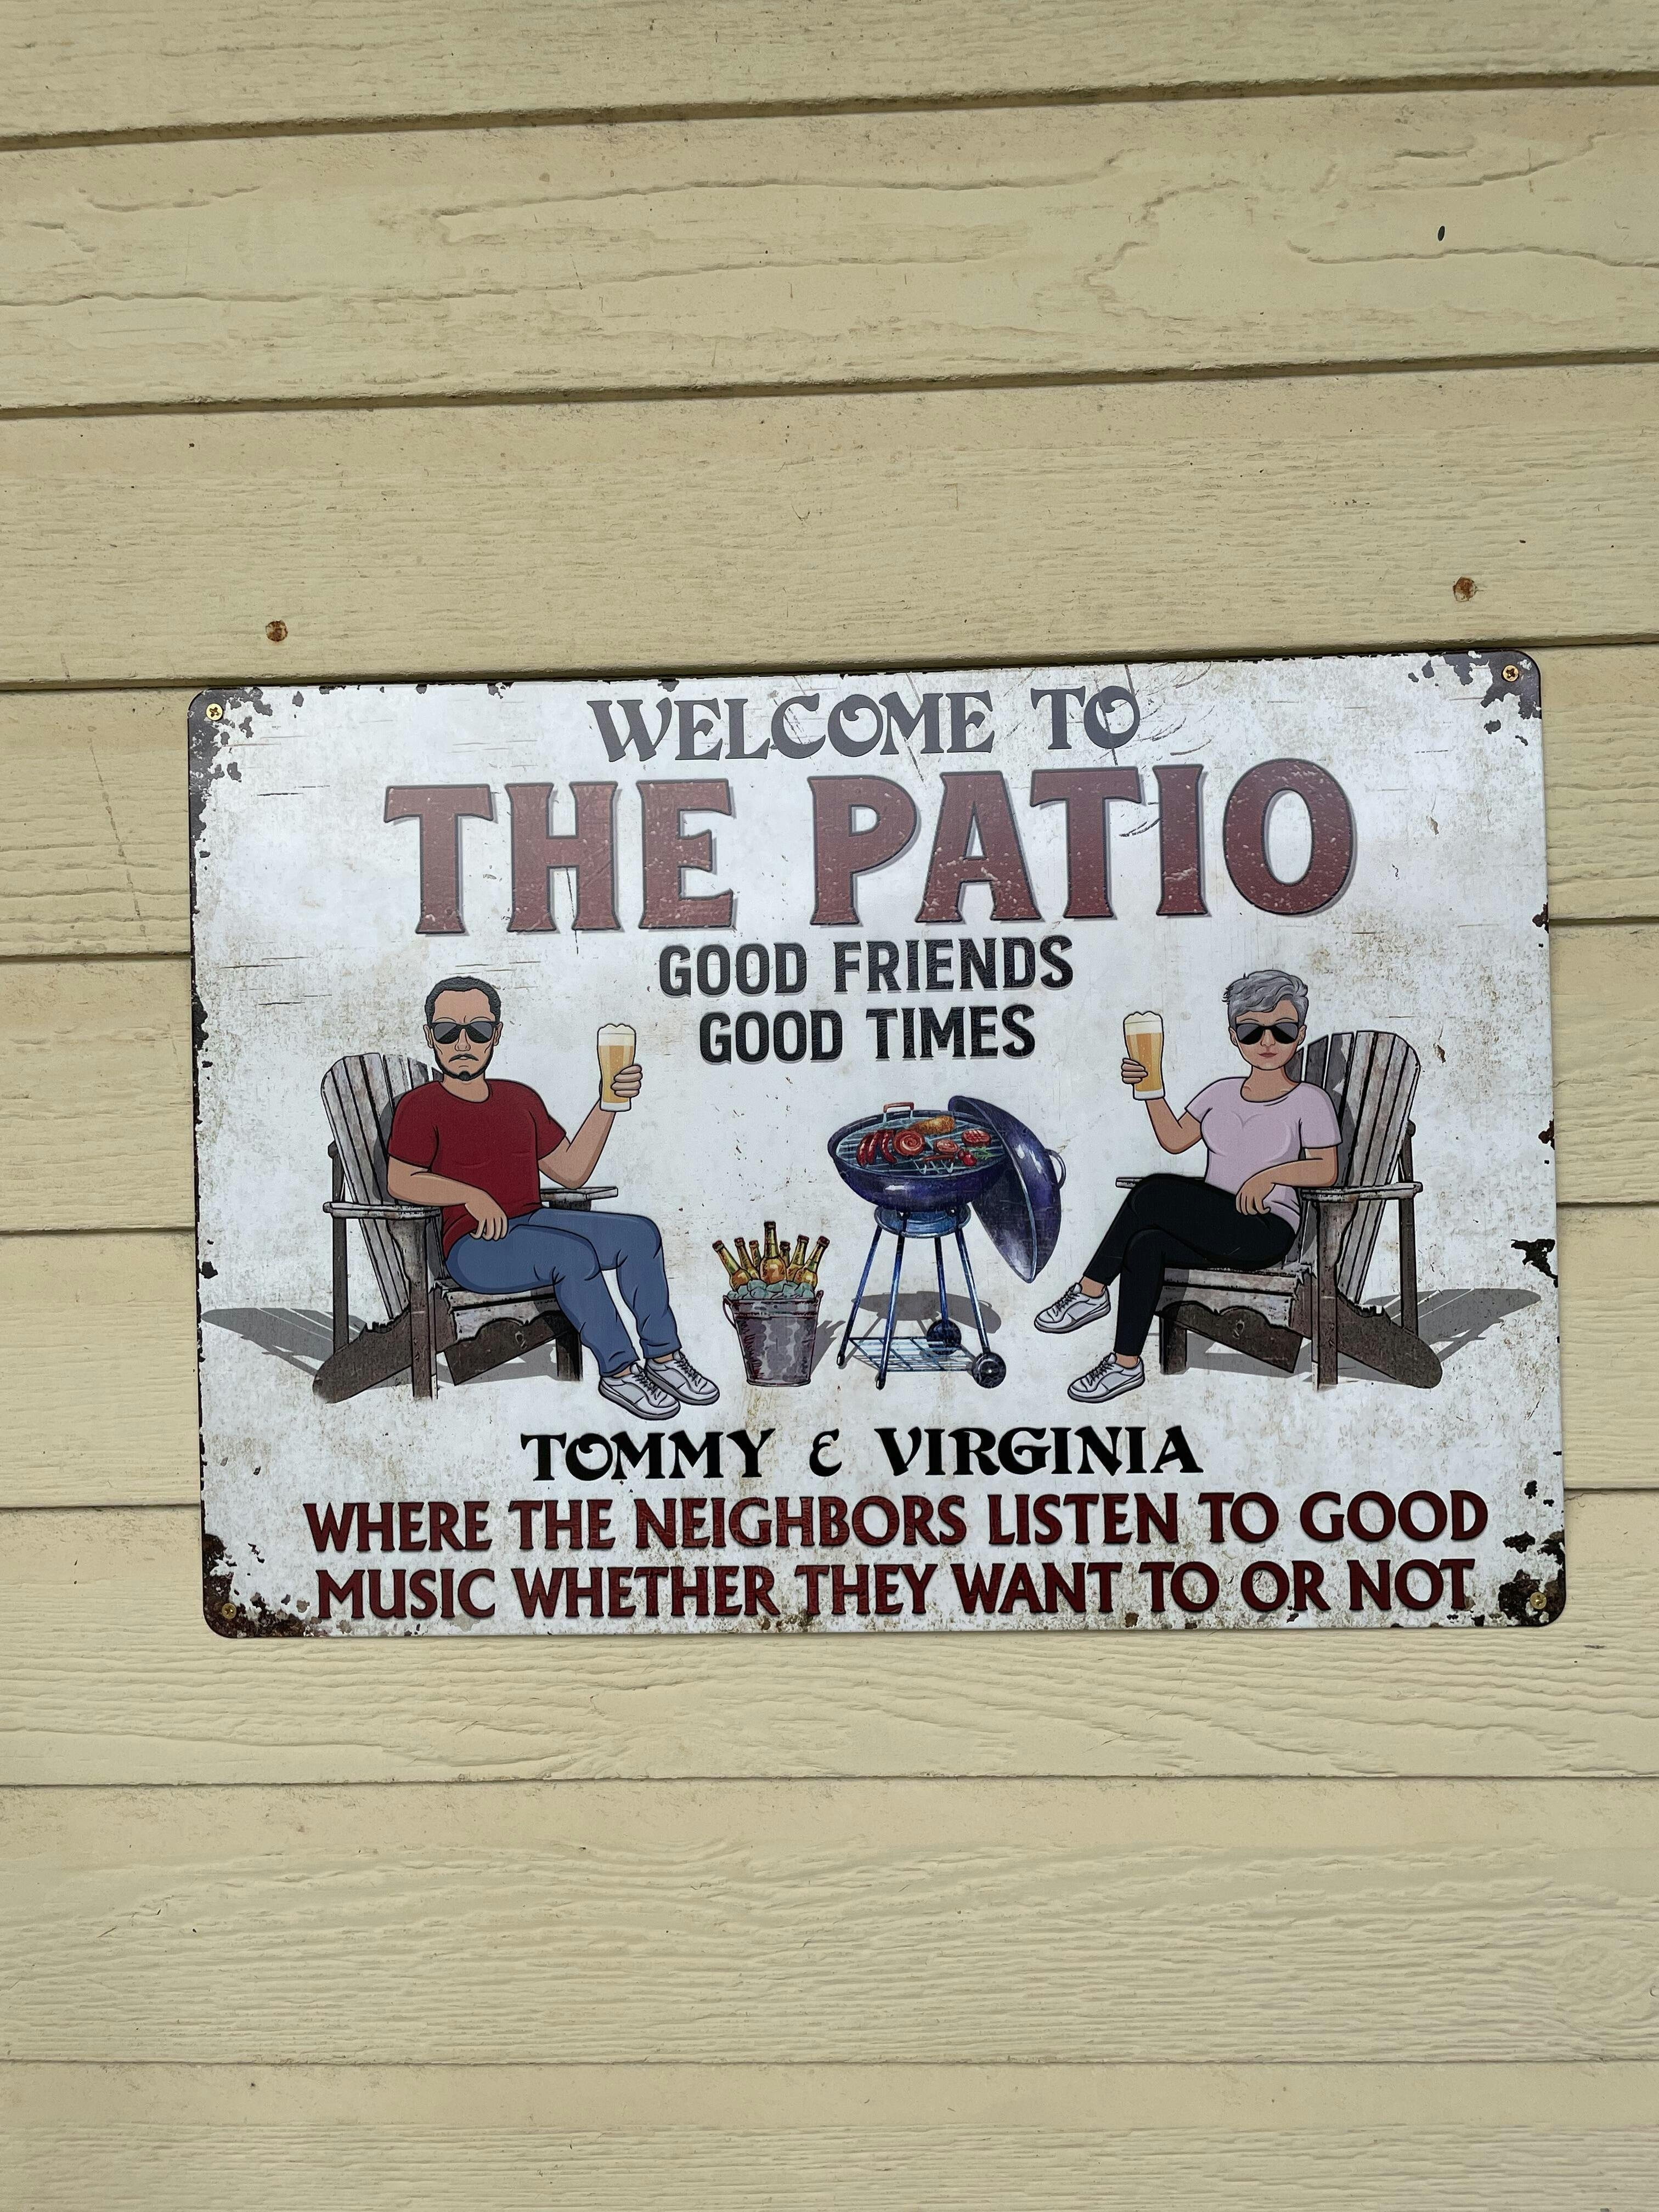 WELCOME TO
THE PATIO
GOOD FRIENDS
GOOD TIMES
TOMMY & VIRGINIA
WHERE THE NEIGHBORS LISTEN TO GOOD
MUSIC WHETHER THEY WANT TO OR NOT